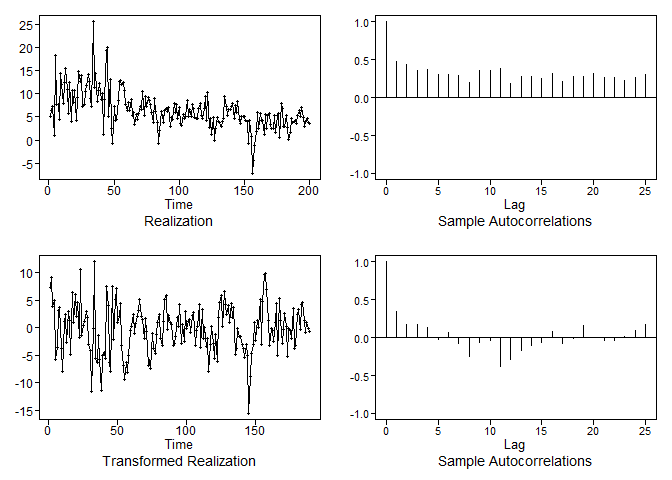 25
20
15
10
5
0
-5
0 50 100 150 200
Time
Realization
1.0
0.5
0.0
-0.5
-1.0
0 5 10 15 20 25
Lag
Sample Autocorrelations
10
5
0
-5
-10
-15
0 50 100 150
Time
Transformed Realization
1.0
0.5
0.0
-0.5
-1.0
0 5 10 15 20 25
Lag
Sample Autocorrelations